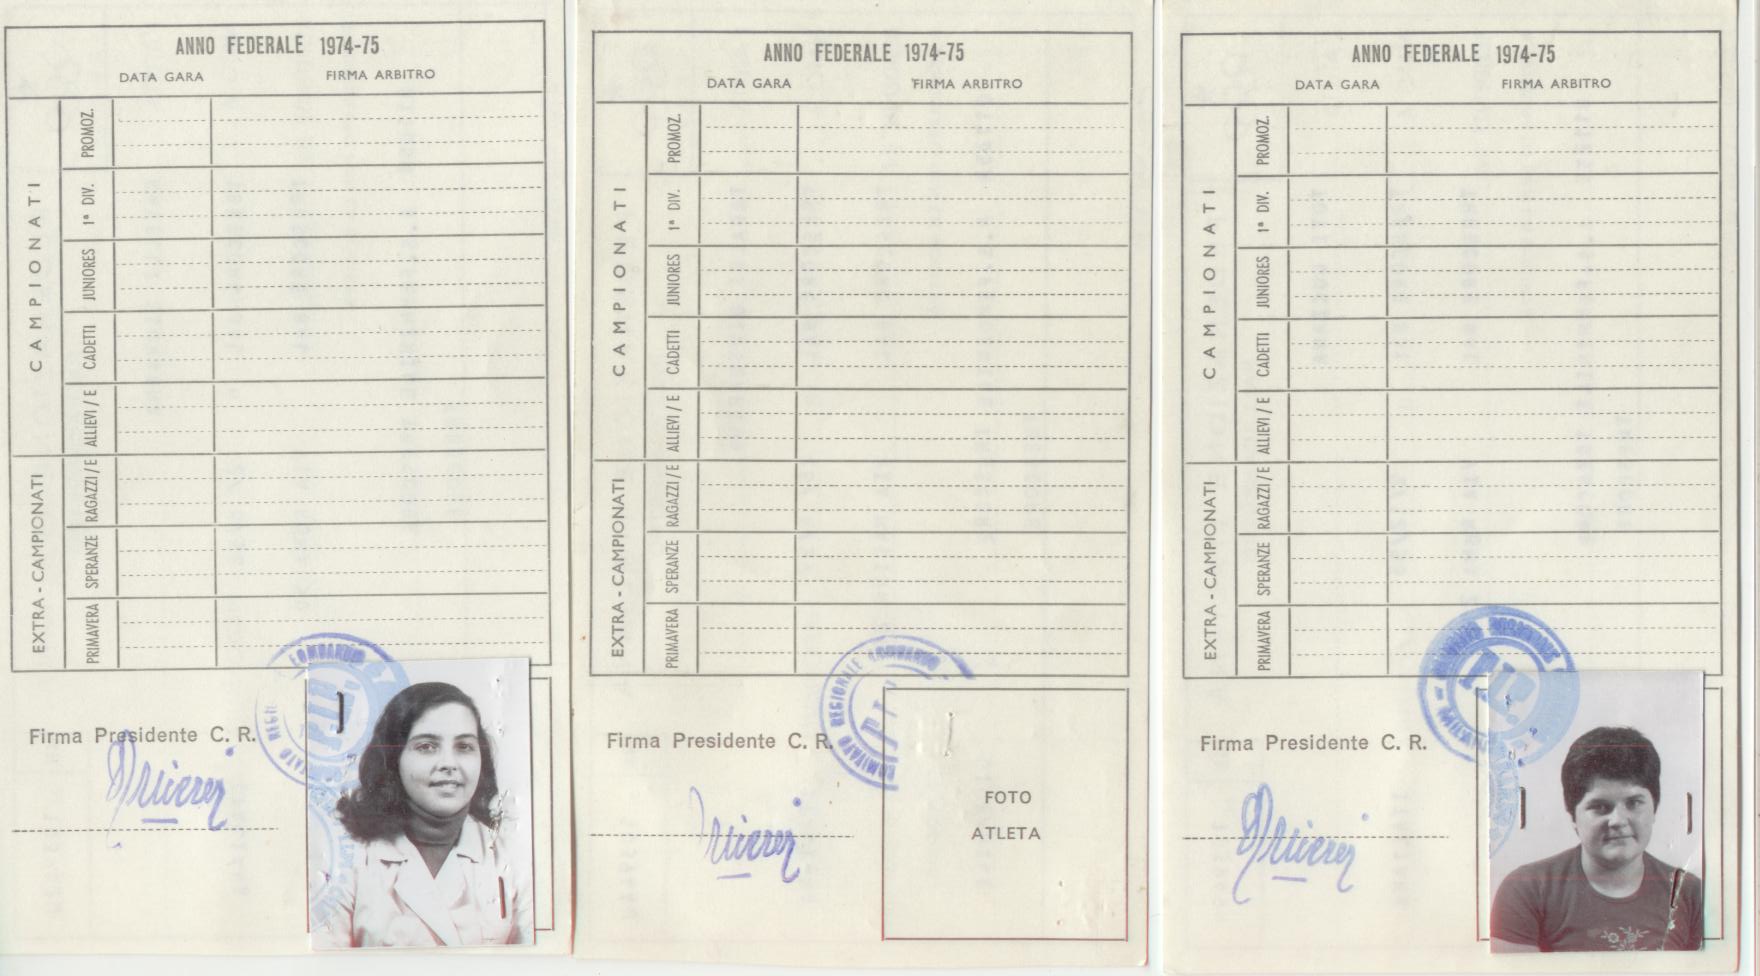 ANNO FEDERALE 1974-75
DATA GARA FIRMA ARBITRO
CAMPIONATI
PROMOZ.
1ª DIV.
JUNIORES
CADETTI
ALLIEVI / E
EXTRA - CAMPIONATI
RAGAZZI / E
SPERANZE
PRIMAVERA
Firma Presidente C. R.
ANNO FEDERALE 1974-75
DATA GARA FIRMA ARBITRO
CAMPIONATI
PROMOZ.
1ª DIV.
JUNIORES
CADETTI
ALLIEVI / E
EXTRA - CAMPIONATI
RAGAZZI / E
SPERANZE
PRIMAVERA
COMITATO REGIONALE LOMBARDO
Firma Presidente C. R.
FOTO
ATLETA
ANNO FEDERALE 1974-75
DATA GARA FIRMA ARBITRO
CAMPIONATI
PROMOZ.
1ª DIV.
JUNIORES
CADETTI
ALLIEVI / E
EXTRA - CAMPIONATI
RAGAZZI / E
SPERANZE
PRIMAVERA
Firma Presidente C. R.